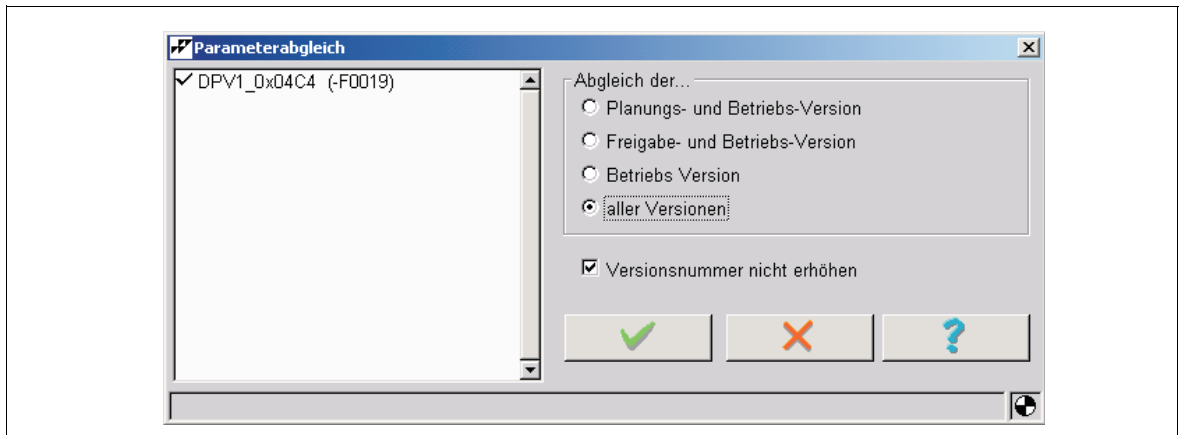 Parameterabgleich
DPV1_0x04C4 (-F0019)
Abgleich der...
Planungs- und Betriebs-Version
Freigabe- und Betriebs-Version
Betriebs Version
aller Versionen
Versionsnummer nicht erhöhen
?